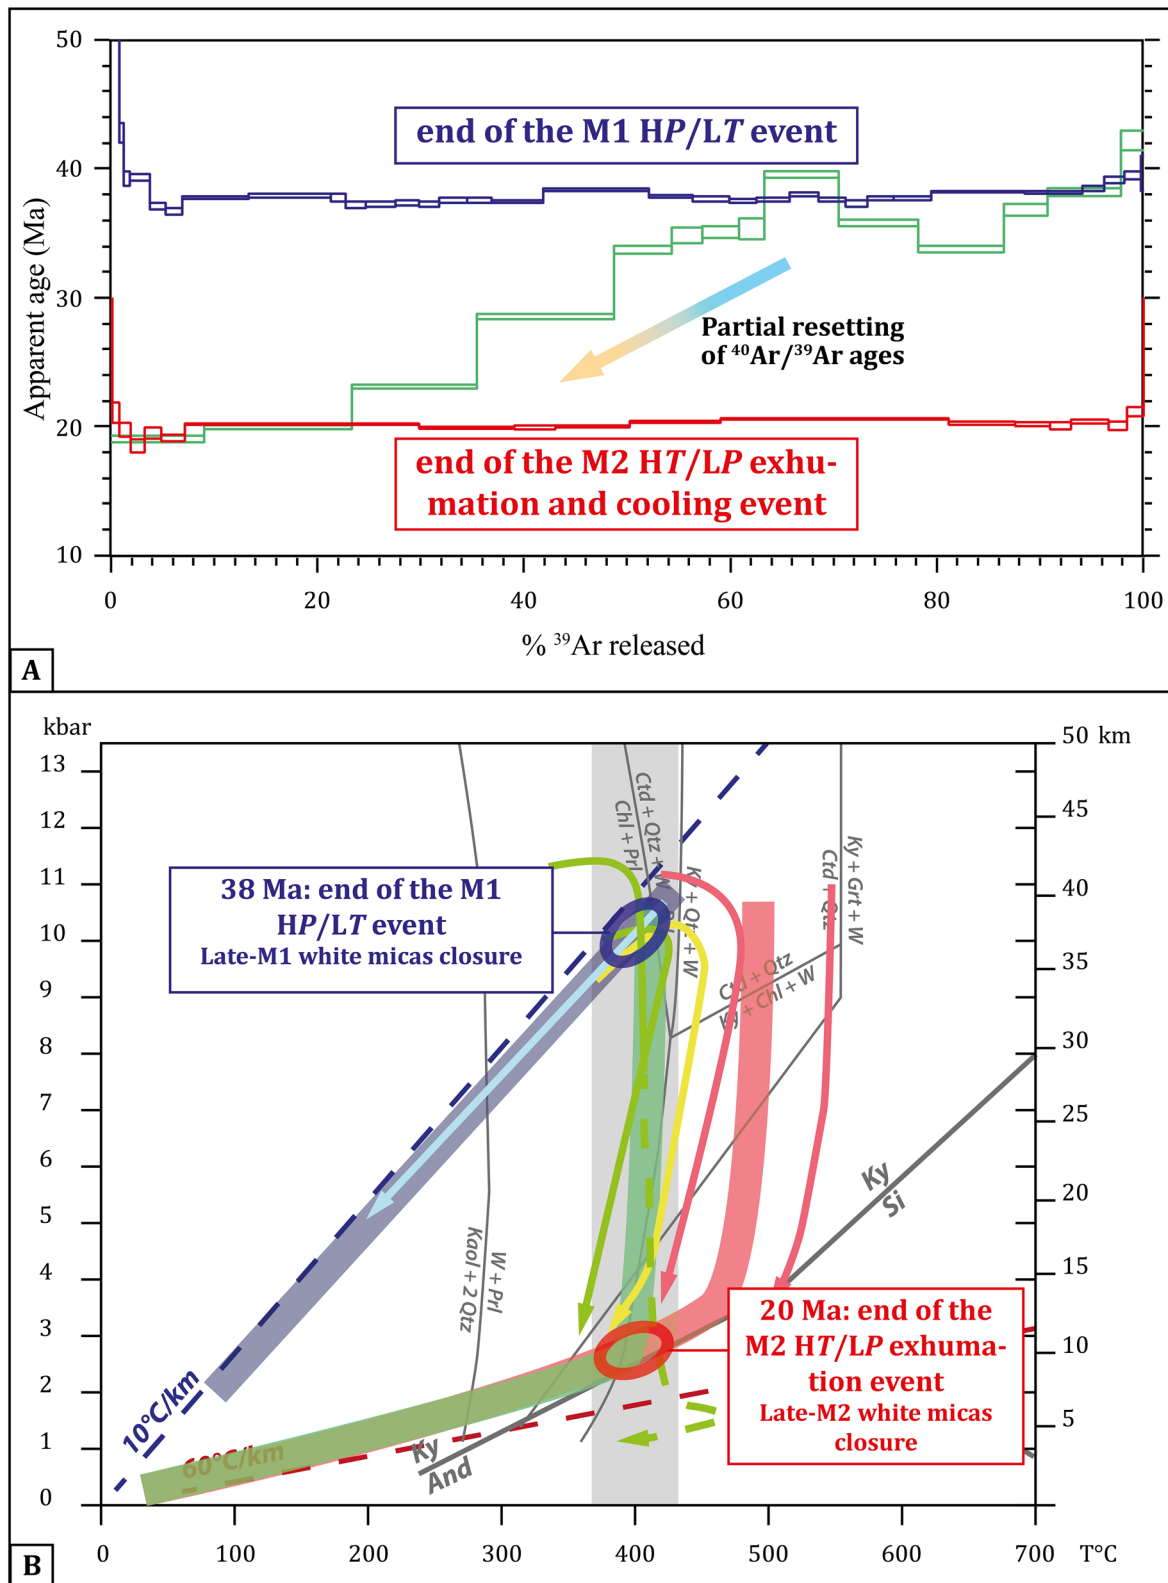 50
40
30
20
10
Apparent age (Ma)
end of the M1 HP/LT event
Partial resetting
of ⁴⁰Ar/³⁹Ar ages
end of the M2 HT/LP exhu-
mation and cooling event
0 20 40 60 80 100
% ³⁹Ar released
A
kbar
13
12
11
10
9
8
7
6
5
4
3
2
1
0
50 km
45
40
35
30
25
20
15
10
5
38 Ma: end of the M1
HP/LT event
Late-M1 white micas closure
Ctd + Qtz + W
Chl + Prl
Ky + Qtz + W
Ky + Grt + W
Ctd + Qtz
Ctd + Qtz
Ky + Chl + W
Ky
Si
W + Prl
Kaol + 2 Qtz
20 Ma: end of the
M2 HT/LP exhuma-
tion event
Late-M2 white micas
closure
10°C/km
60°C/km
Ky
And
0 100 200 300 400 500 600 700 T°C
B